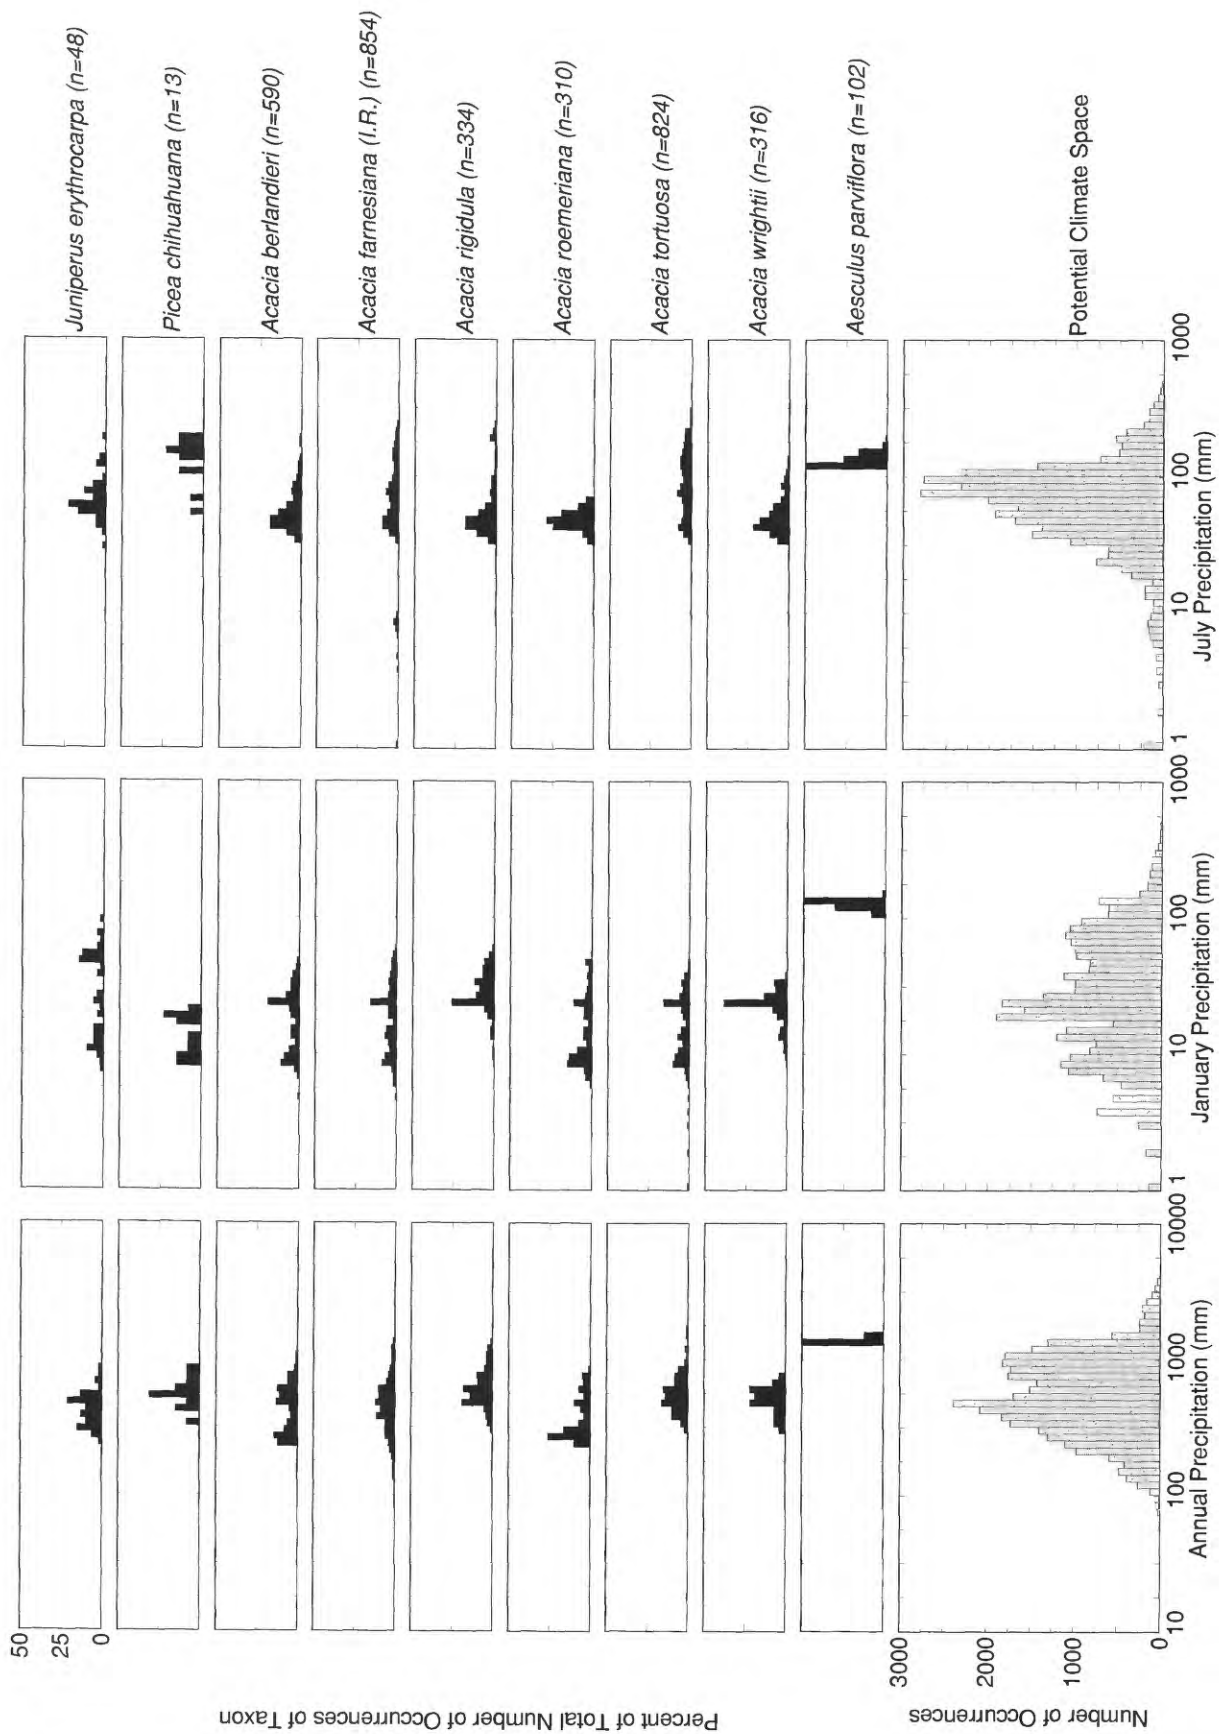 Percent of Total Number of Occurrences of Taxon
50
25
0
Juniperus erythrocarpa (n=48)
Picea chihuahuana (n=13)
Acacia berlandieri (n=590)
Acacia farnesiana (I.R.) (n=854)
Acacia rigidula (n=334)
Acacia roemeriana (n=310)
Acacia tortuosa (n=824)
Acacia wrightii (n=316)
Aesculus parviflora (n=102)
Number of Occurrences
3000
2000
1000
0
Potential Climate Space
10 100 1000 10000
Annual Precipitation (mm)
1 10 100 1000
January Precipitation (mm)
1 10 100 1000
July Precipitation (mm)